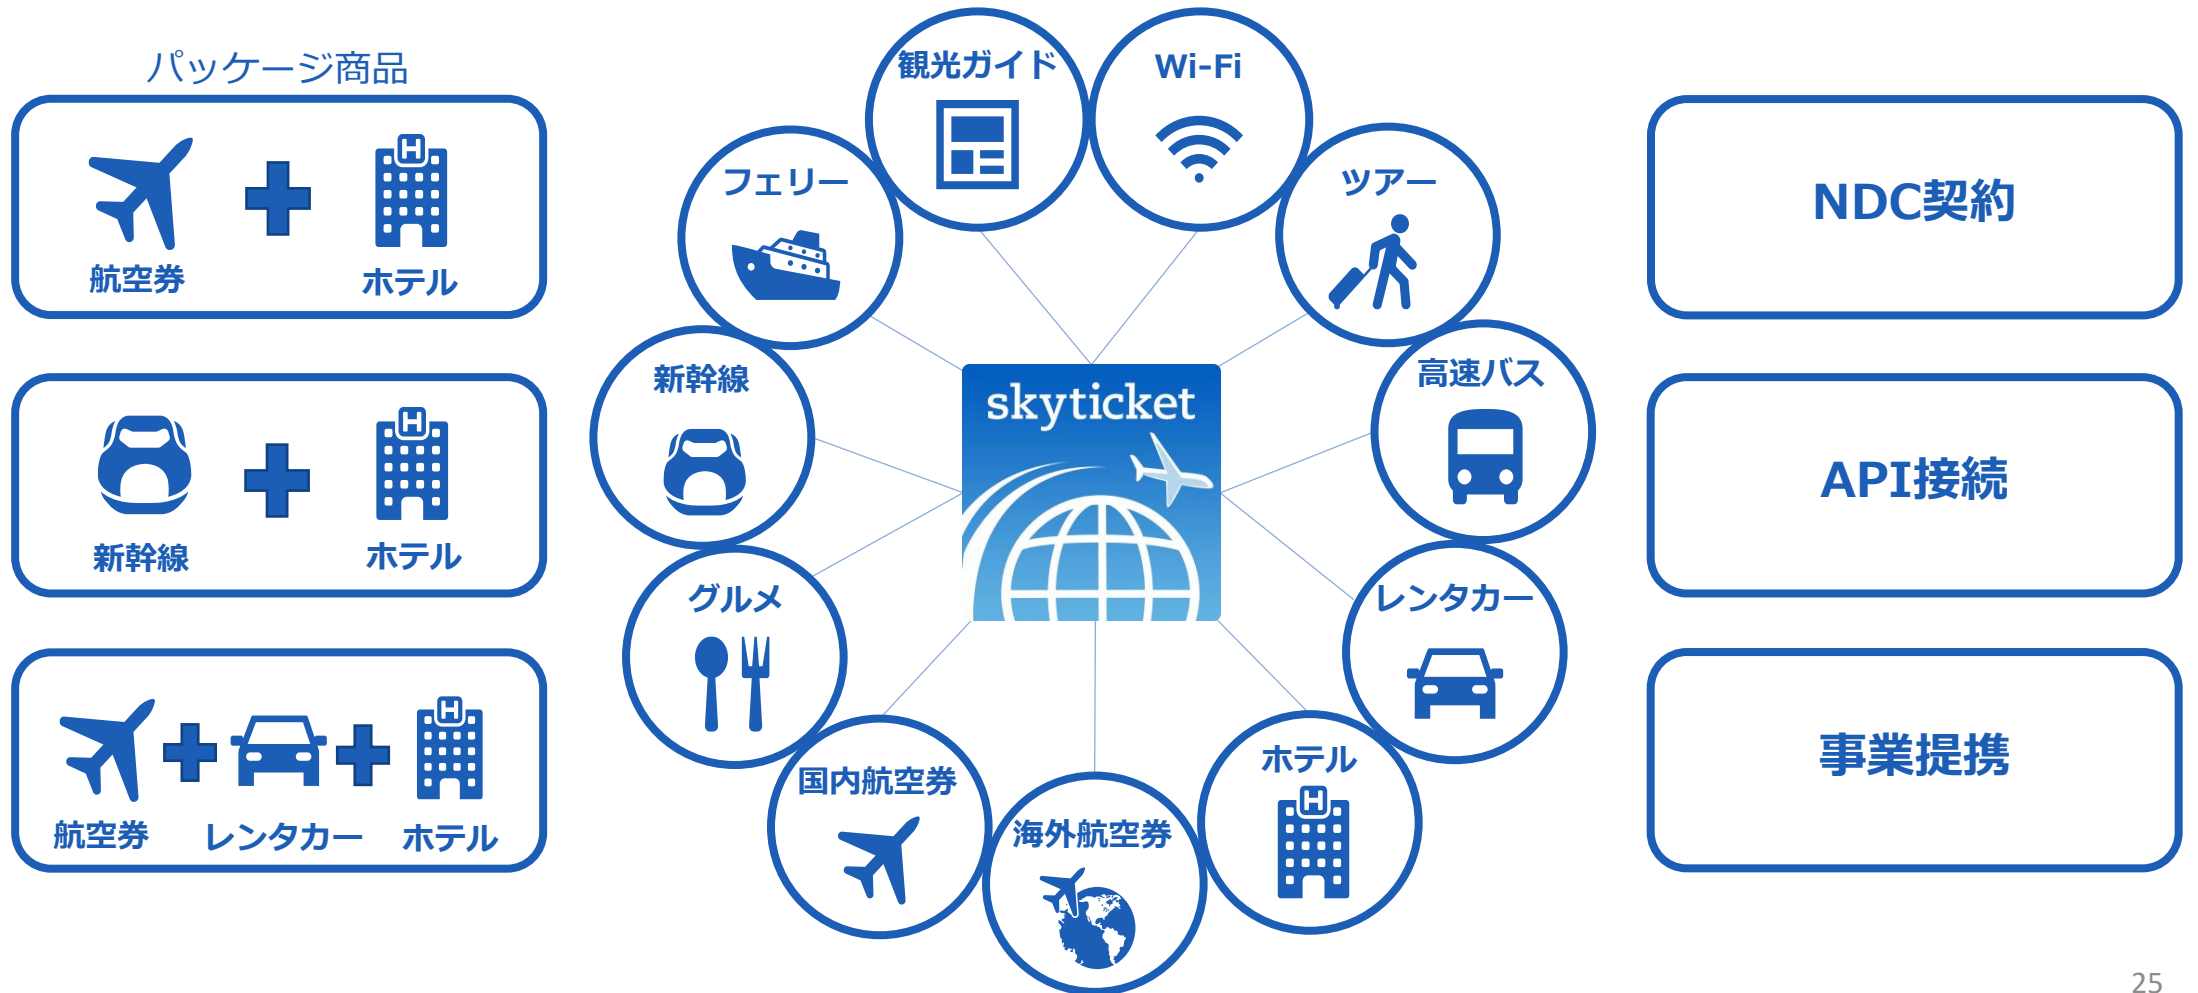 パッケージ商品
航空券
ホテル
新幹線
ホテル
航空券
レンタカー
ホテル
観光ガイド
Wi-Fi
フェリー
ツアー
新幹線
高速バス
skyticket
グルメ
レンタカー
国内航空券
ホテル
海外航空券
NDC契約
API接続
事業提携
25